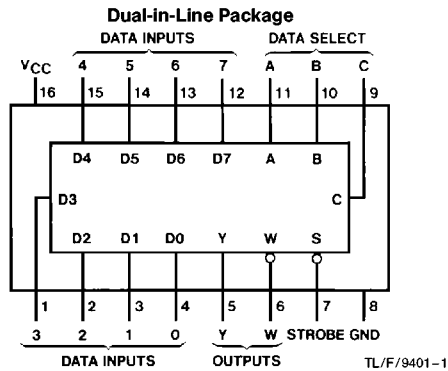 Dual-in-Line Package
DATA INPUTS DATA SELECT
VCC 4 5 6 7 A B C
16 15 14 13 12 11 10 9
D4 D5 D6 D7 A B
D3 C
D2 D1 D0 Y W S
1 2 3 4 5 6 7 8
3 2 1 0 Y W STROBE GND
DATA INPUTS OUTPUTS
TL/F/9401–1